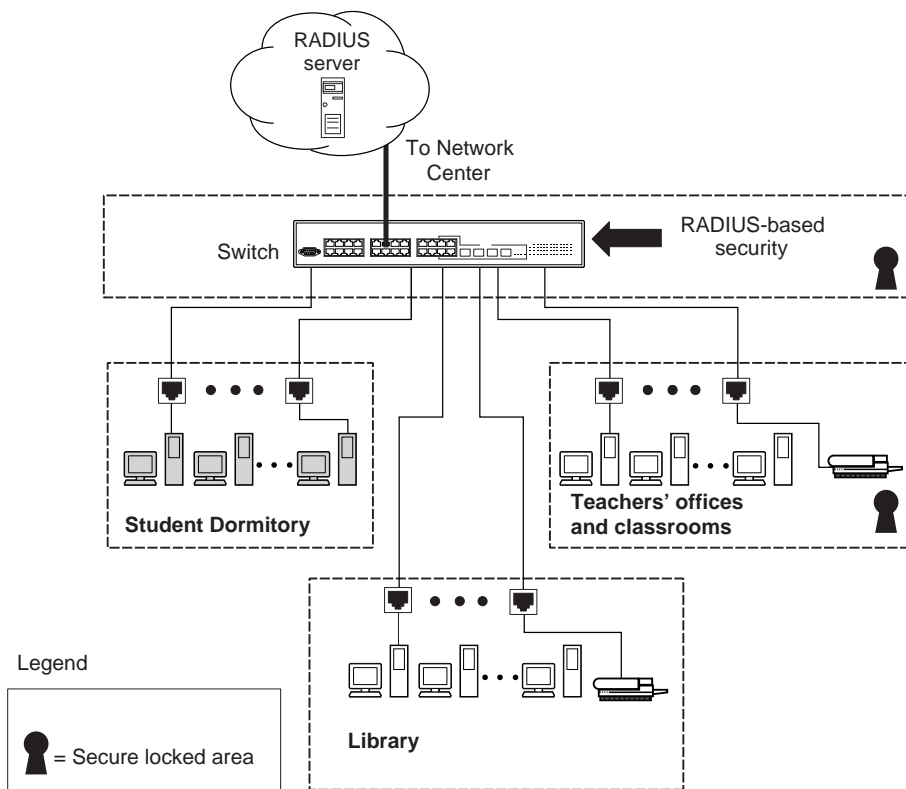 RADIUS
server
To Network
Center
Switch
RADIUS-based
security
Student Dormitory
Teachers’ offices
and classrooms
Library
Legend
= Secure locked area